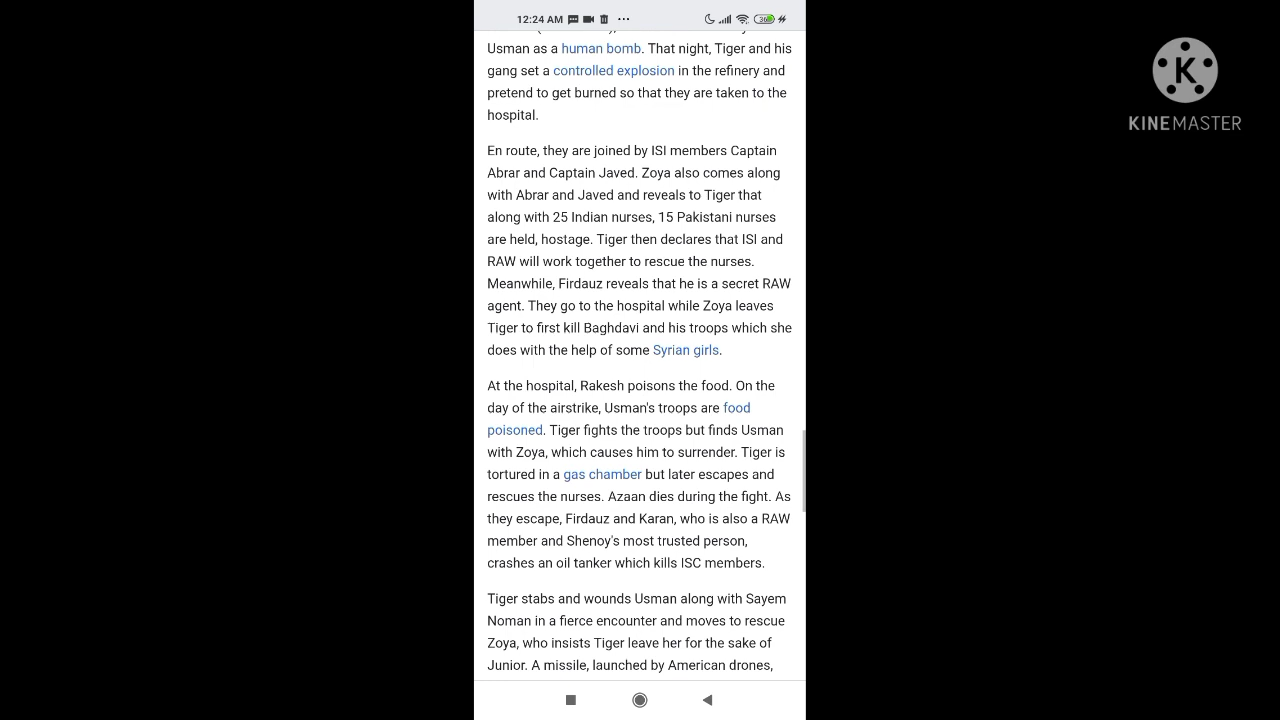 12:24 AM
36
Usman as a human bomb. That night, Tiger and his
gang set a controlled explosion in the refinery and
pretend to get burned so that they are taken to the
hospital.
En route, they are joined by ISI members Captain
Abrar and Captain Javed. Zoya also comes along
with Abrar and Javed and reveals to Tiger that
along with 25 Indian nurses, 15 Pakistani nurses
are held, hostage. Tiger then declares that ISI and
RAW will work together to rescue the nurses.
Meanwhile, Firdauz reveals that he is a secret RAW
agent. They go to the hospital while Zoya leaves
Tiger to first kill Baghdavi and his troops which she
does with the help of some Syrian girls.
At the hospital, Rakesh poisons the food. On the
day of the airstrike, Usman's troops are food
poisoned. Tiger fights the troops but finds Usman
with Zoya, which causes him to surrender. Tiger is
tortured in a gas chamber but later escapes and
rescues the nurses. Azaan dies during the fight. As
they escape, Firdauz and Karan, who is also a RAW
member and Shenoy's most trusted person,
crashes an oil tanker which kills ISC members.
Tiger stabs and wounds Usman along with Sayem
Noman in a fierce encounter and moves to rescue
Zoya, who insists Tiger leave her for the sake of
Junior. A missile, launched by American drones,
K
KINEMASTER